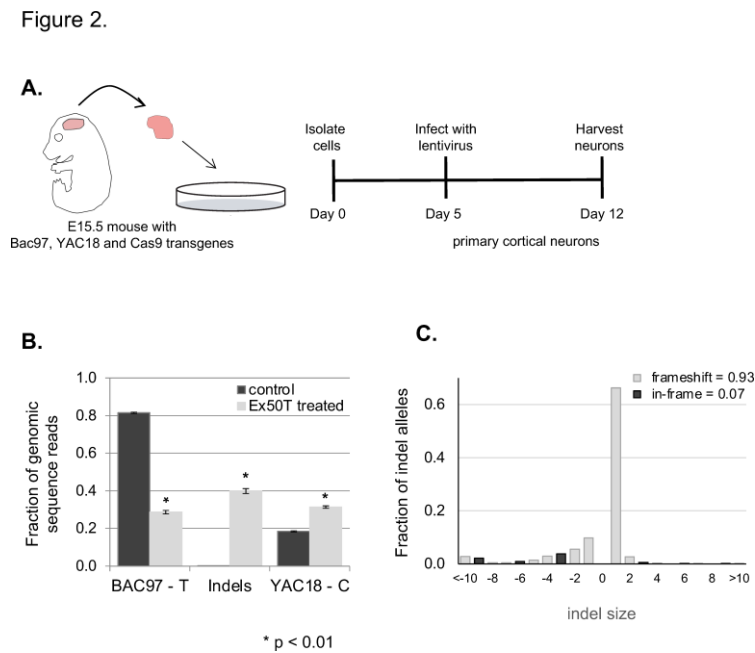 Figure 2.
A.
Isolate
cells
Infect with
lentivirus
Harvest
neurons
Day 0
Day 5
Day 12
primary cortical neurons
E15.5 mouse with
Bac97, YAC18 and Cas9 transgenes
B.
Fraction of genomic
sequence reads
1.0
0.8
0.6
0.4
0.2
0.0
control
Ex50T treated
*
*
*
BAC97 - T
Indels
YAC18 - C
* p < 0.01
C.
Fraction of indel alleles
0.6
0.4
0.2
0.0
frameshift = 0.93
in-frame = 0.07
<-10 -8 -6 -4 -2 0 2 4 6 8 >10
indel size